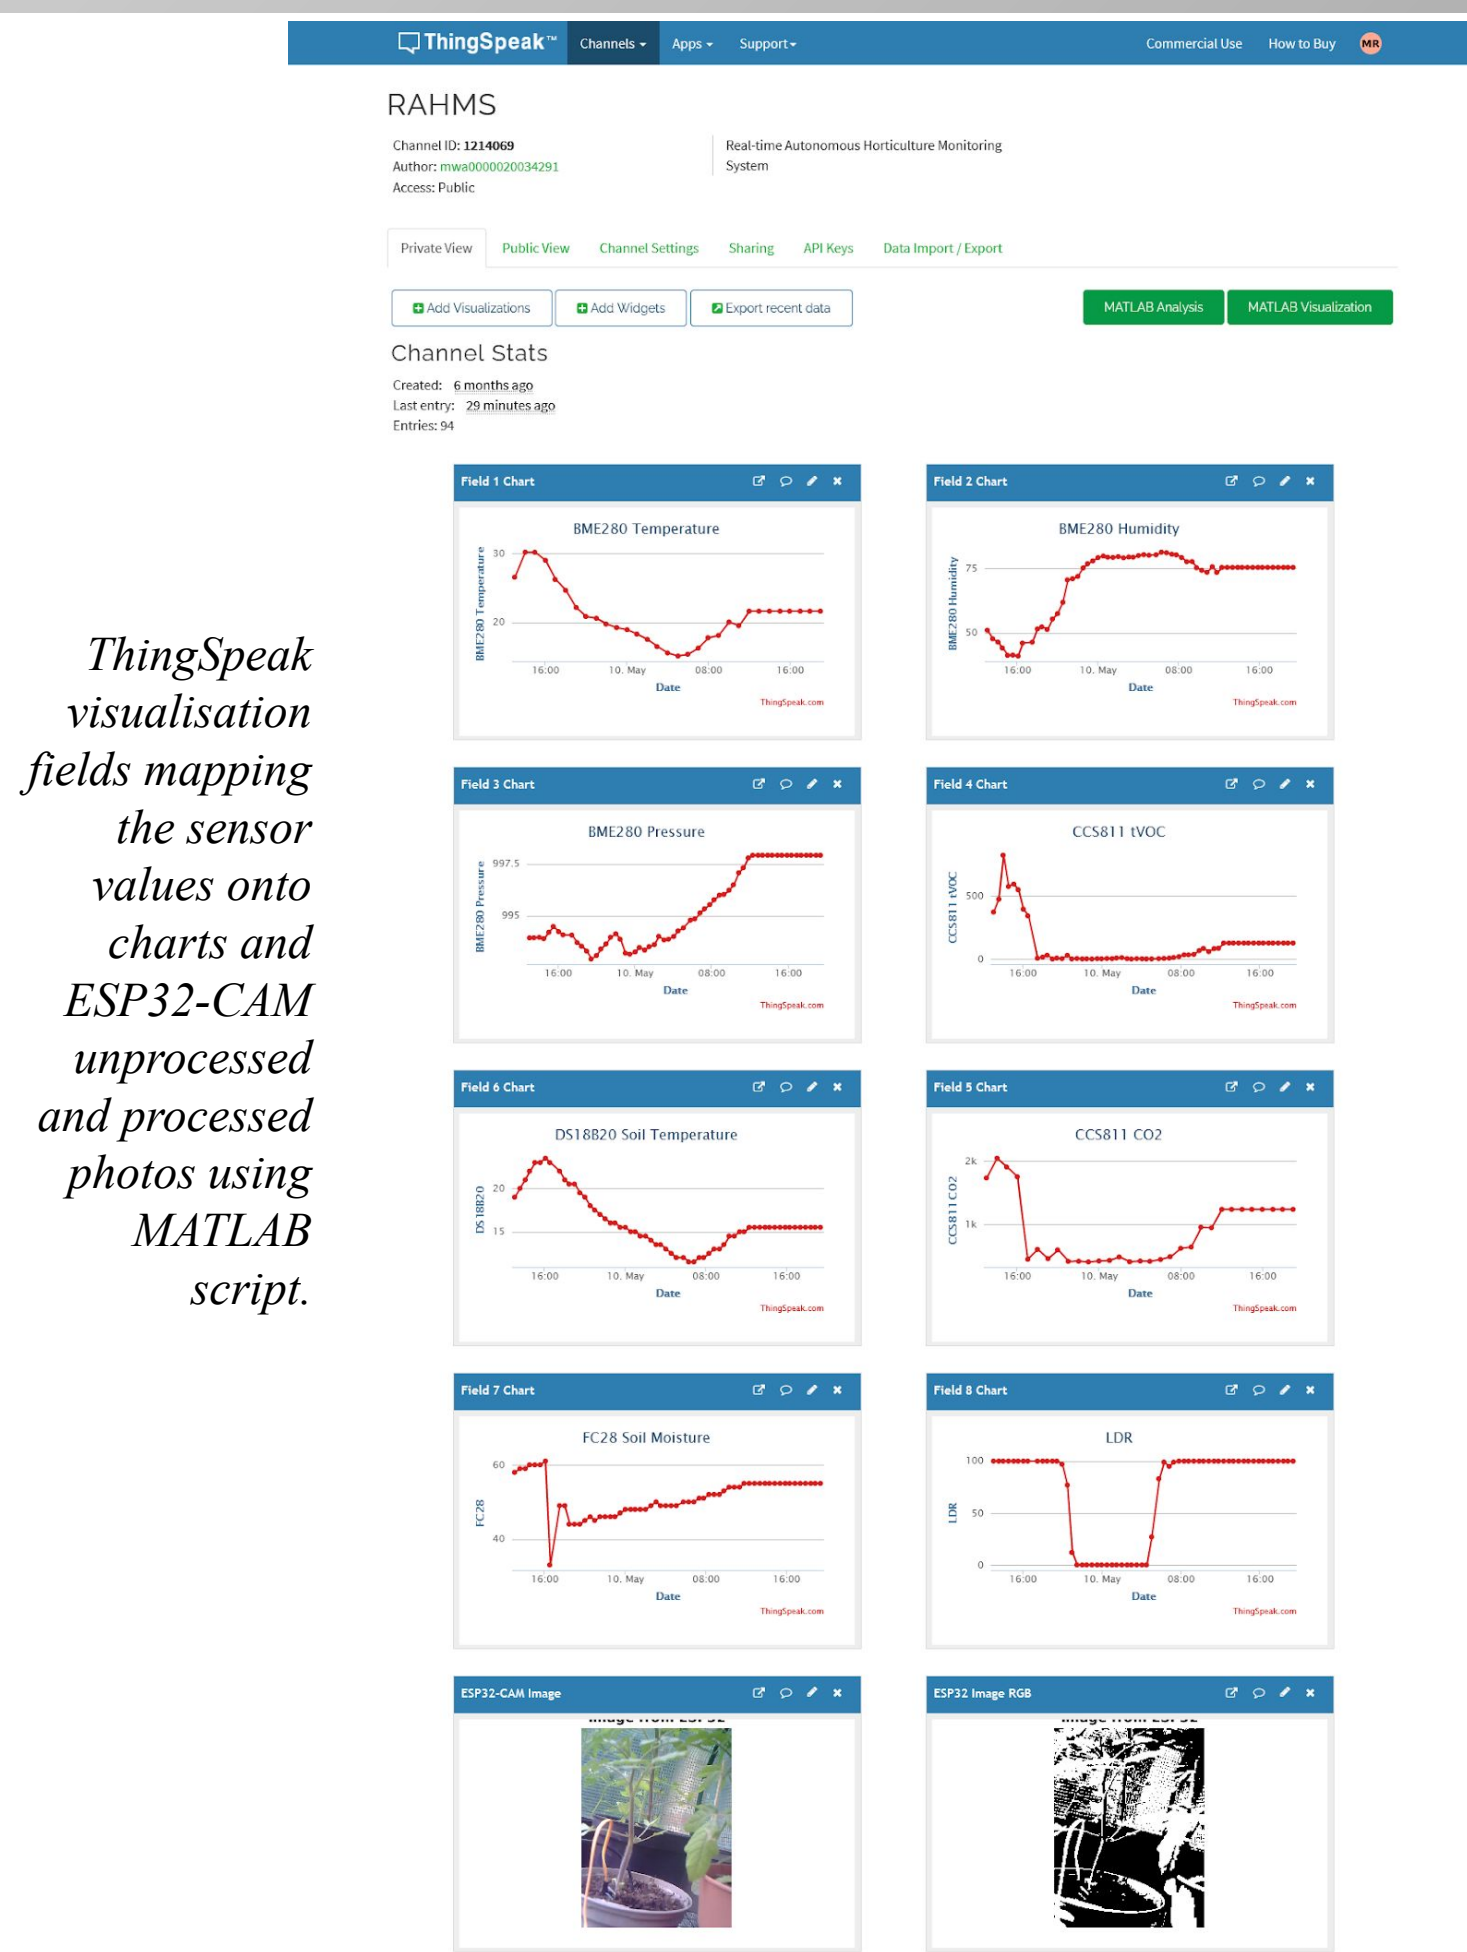 ThingSpeak™ Channels Apps Support Commercial Use How to Buy MR
RAHMS
Channel ID: 1214069
Author: mwa0000020034291
Access: Public
Real-time Autonomous Horticulture Monitoring
System
Private View Public View Channel Settings Sharing API Keys Data Import / Export
Add Visualizations Add Widgets Export recent data MATLAB Analysis MATLAB Visualization
Channel Stats
Created: 6 months ago
Last entry: 29 minutes ago
Entries: 94
ThingSpeak
visualisation
fields mapping
the sensor
values onto
charts and
ESP32-CAM
unprocessed
and processed
photos using
MATLAB
script.
Field 1 Chart
BME280 Temperature
BME280 Temperature
30
20
16:00 10. May 08:00 16:00
Date
ThingSpeak.com
Field 2 Chart
BME280 Humidity
BME280 Humidity
75
50
16:00 10. May 08:00 16:00
Date
ThingSpeak.com
Field 3 Chart
BME280 Pressure
BME280 Pressure
997.5
995
16:00 10. May 08:00 16:00
Date
ThingSpeak.com
Field 4 Chart
CCS811 tVOC
CCS811 tVOC
500
0
16:00 10. May 08:00 16:00
Date
ThingSpeak.com
Field 6 Chart
DS18B20 Soil Temperature
DS18B20
20
15
16:00 10. May 08:00 16:00
Date
ThingSpeak.com
Field 5 Chart
CCS811 CO2
CCS811 CO2
2k
1k
16:00 10. May 08:00 16:00
Date
ThingSpeak.com
Field 7 Chart
FC28 Soil Moisture
FC28
60
40
16:00 10. May 08:00 16:00
Date
ThingSpeak.com
Field 8 Chart
LDR
LDR
100
50
0
16:00 10. May 08:00 16:00
Date
ThingSpeak.com
ESP32-CAM Image
Image from ESP32
ESP32 Image RGB
Image from ESP32